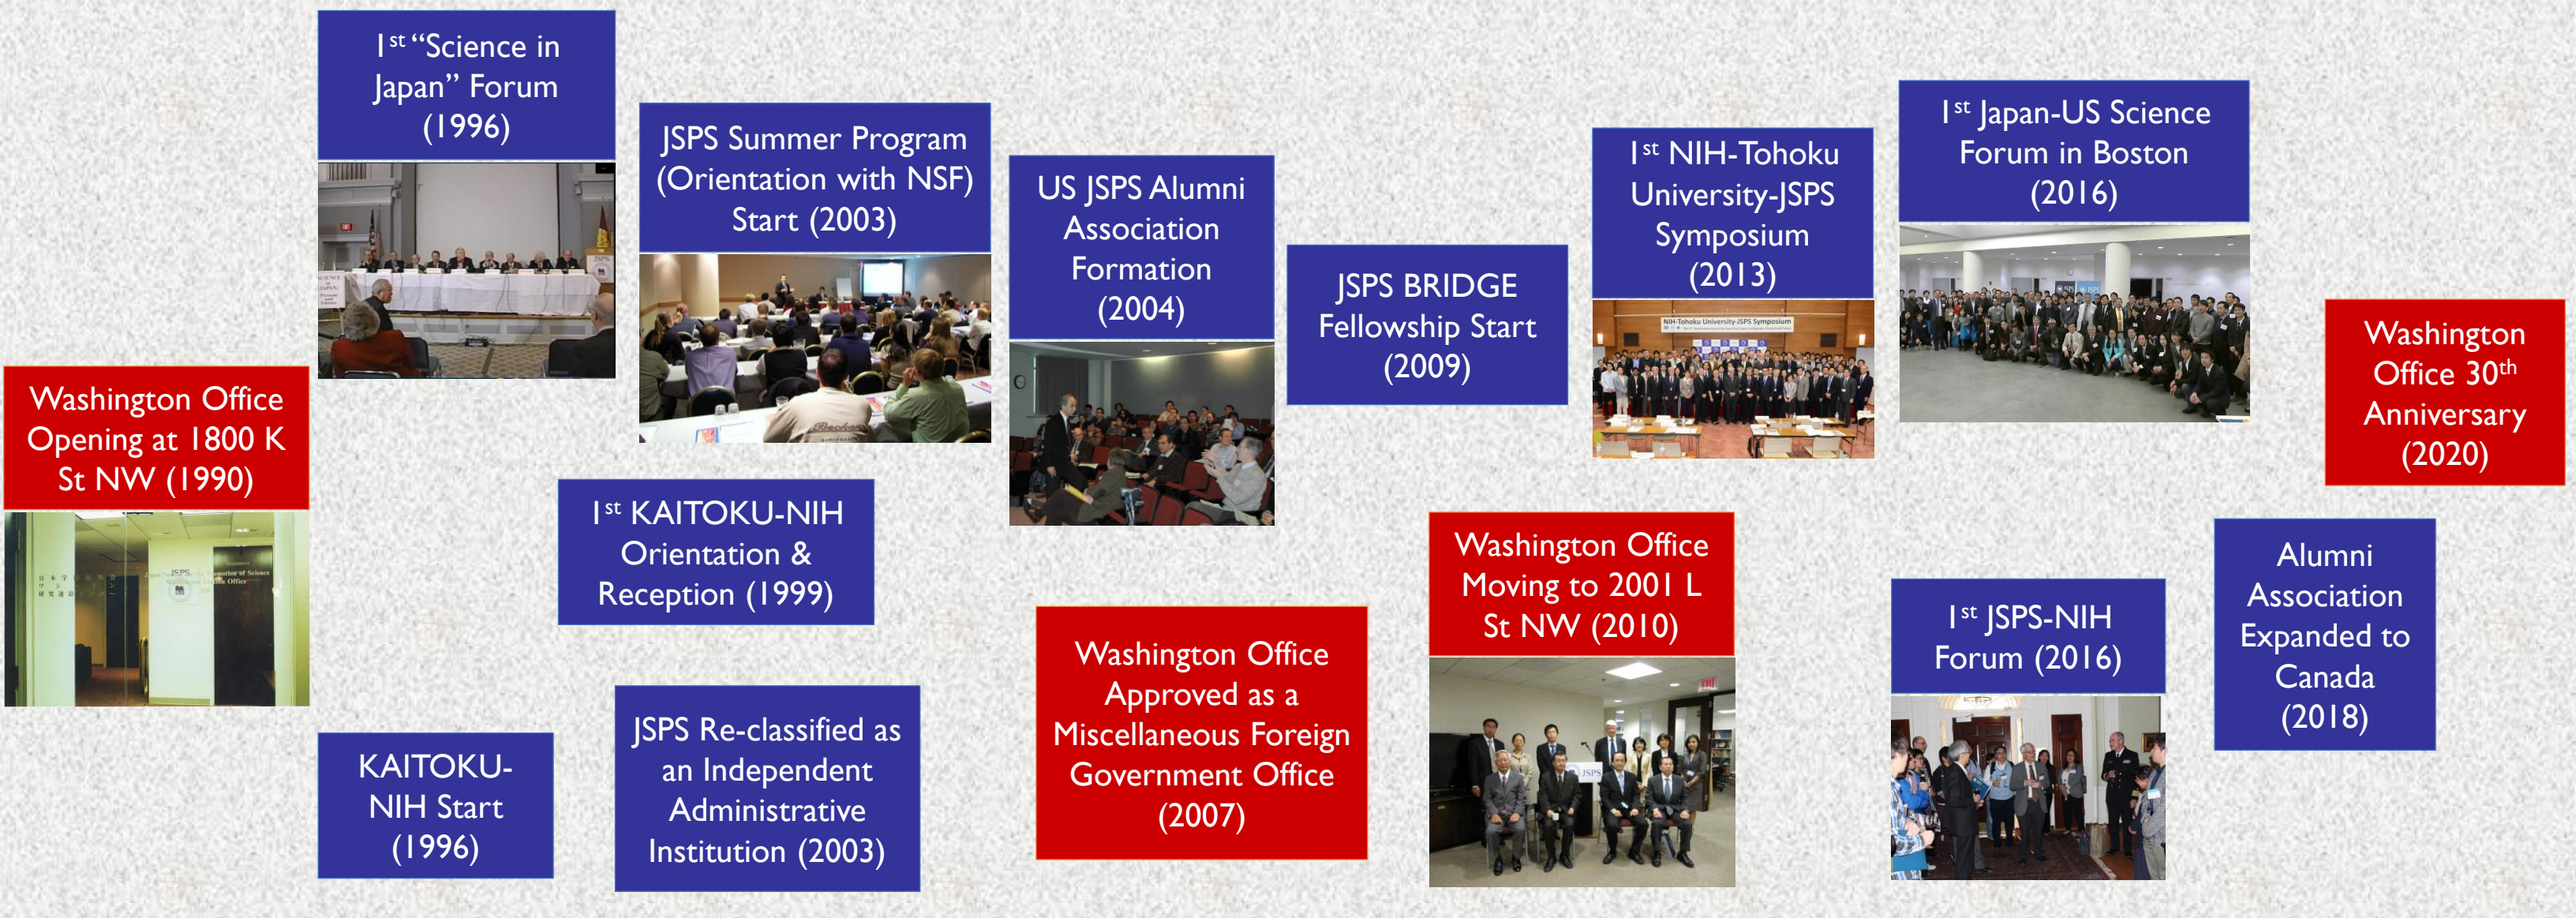 1st “Science in
Japan” Forum
(1996)
JSPS Summer Program
(Orientation with NSF)
Start (2003)
US JSPS Alumni
Association
Formation
(2004)
JSPS BRIDGE
Fellowship Start
(2009)
1st NIH-Tohoku
University-JSPS
Symposium
(2013)
NIH-Tohoku University-JSPS Symposium
1st Japan-US Science
Forum in Boston
(2016)
Washington
Office 30th
Anniversary
(2020)
Washington Office
Opening at 1800 K
St NW (1990)
1st KAITOKU-NIH
Orientation &
Reception (1999)
Washington Office
Moving to 2001 L
St NW (2010)
JSPS
Washington Office
Approved as a
Miscellaneous Foreign
Government Office
(2007)
1st JSPS-NIH
Forum (2016)
Alumni
Association
Expanded to
Canada
(2018)
KAITOKU-
NIH Start
(1996)
JSPS Re-classified as
an Independent
Administrative
Institution (2003)